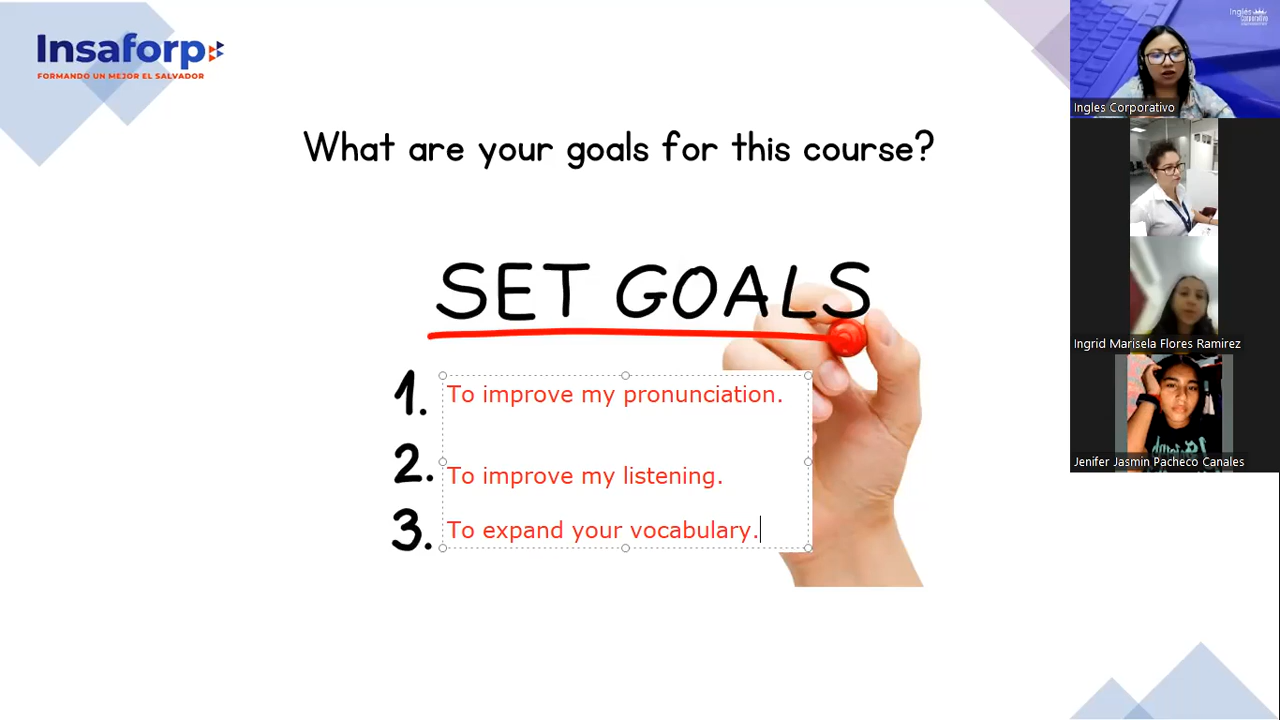 Insaforp
FORMANDO UN MEJOR EL SALVADOR
What are your goals for this course?
SET GOALS
1. To improve my pronunciation.
2. To improve my listening.
3. To expand your vocabulary.
Inglés
Corporativo
Ingles Corporativo
Ingrid Marisela Flores Ramirez
Jenifer Jasmin Pacheco Canales